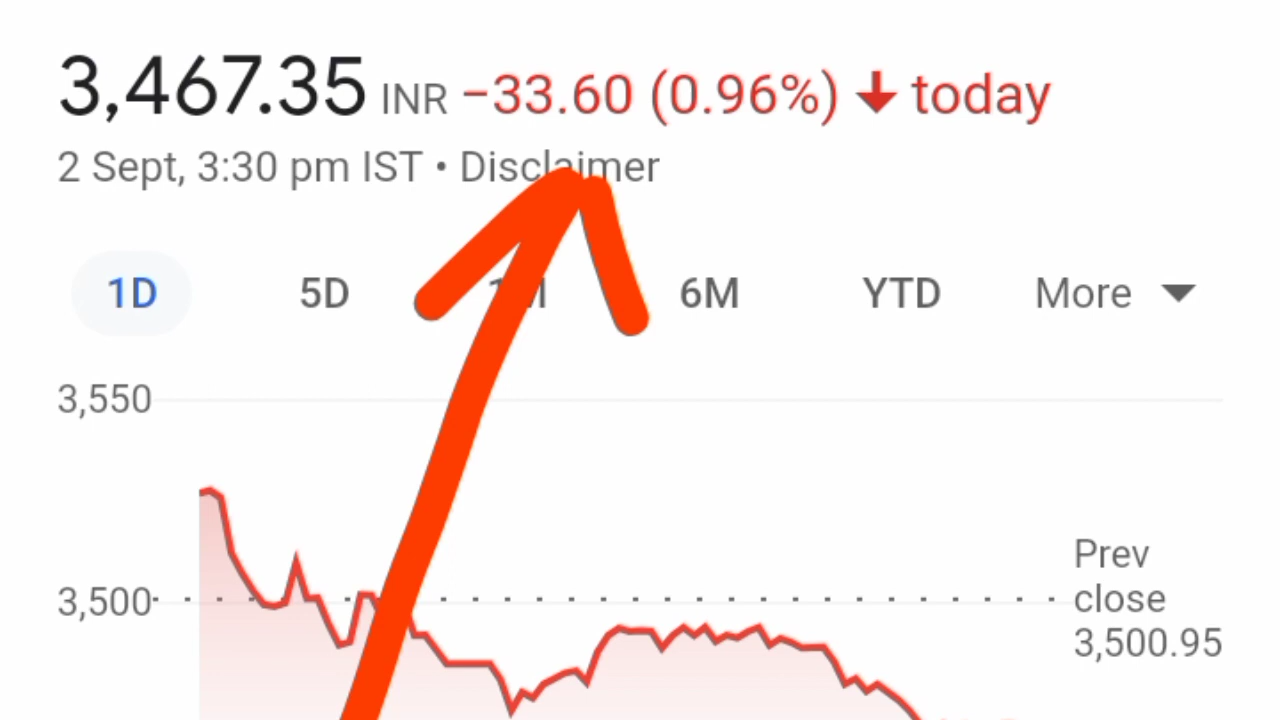 3,467.35 INR −33.60 (0.96%) ↓ today
2 Sept, 3:30 pm IST • Disclaimer
1D 5D 6M YTD More
3,550
3,500
Prev
close
3,500.95